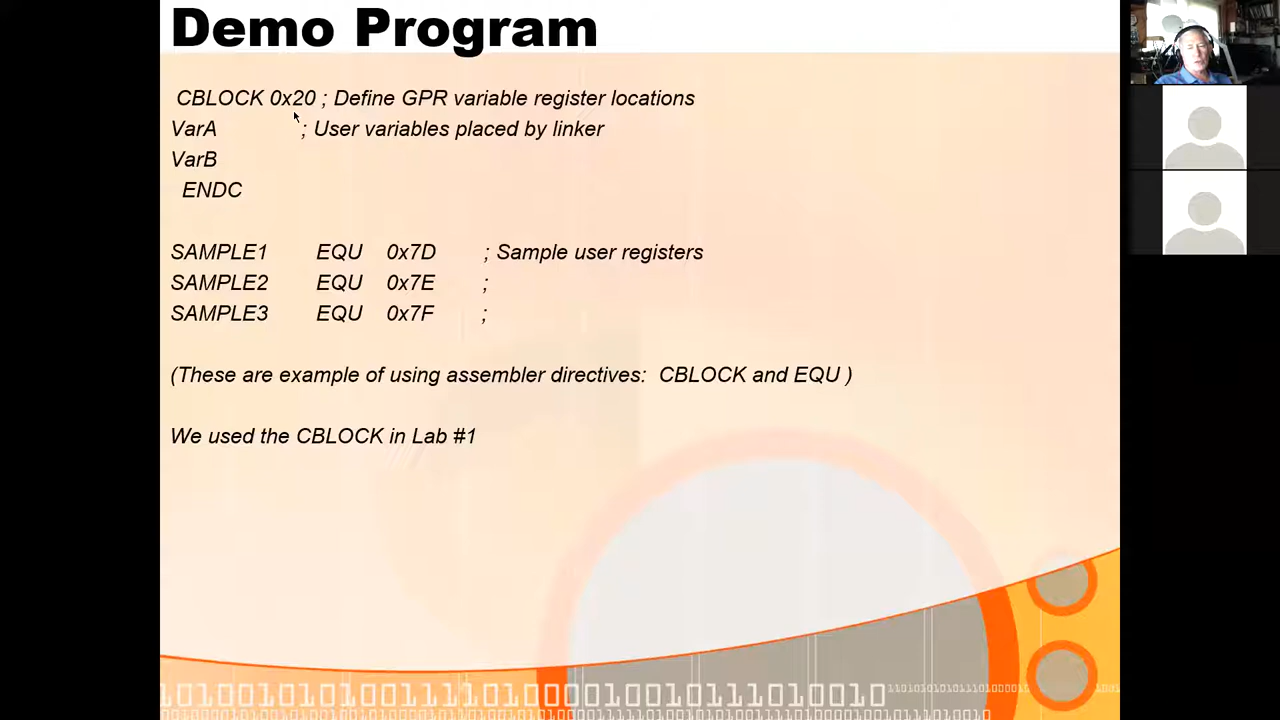 Demo Program
CBLOCK 0x20 ; Define GPR variable register locations
VarA ; User variables placed by linker
VarB
ENDC
SAMPLE1 EQU 0x7D ; Sample user registers
SAMPLE2 EQU 0x7E ;
SAMPLE3 EQU 0x7F ;
(These are example of using assembler directives: CBLOCK and EQU )
We used the CBLOCK in Lab #1